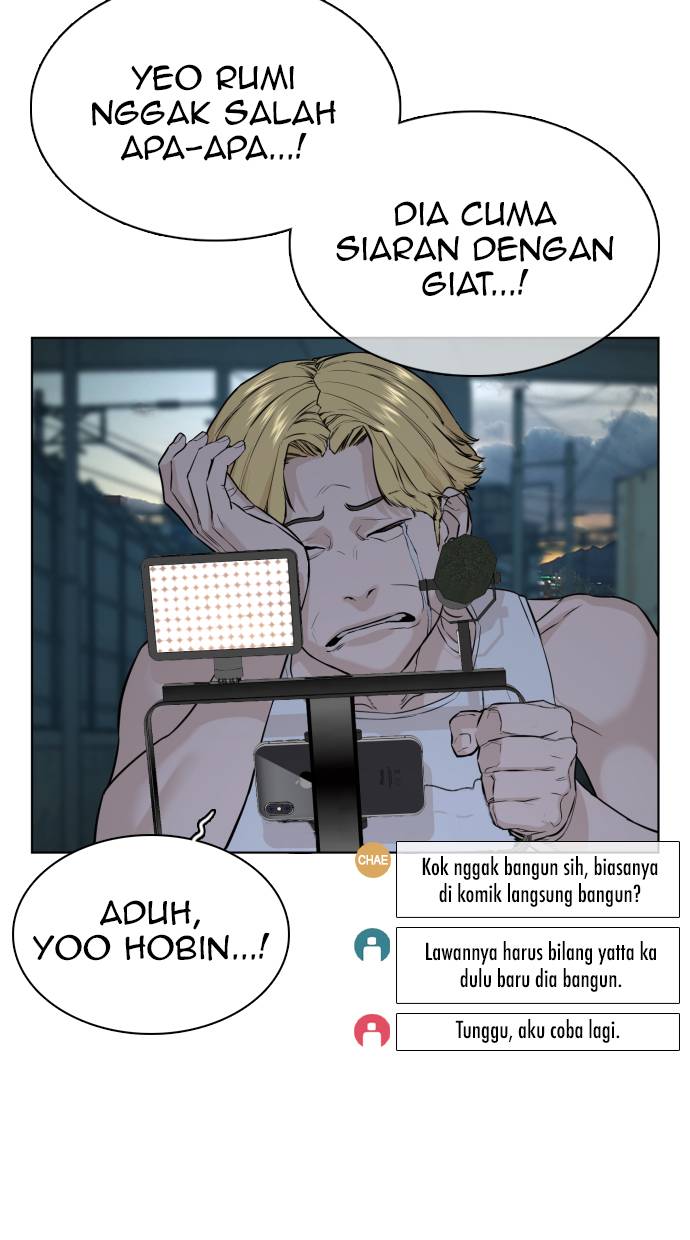 YEO RUMI
NGGAK SALAH
APA-APA...!
DIA CUMA
SIARAN DENGAN
GIAT...!
ADUH,
YOO HOBIN...!
CHAE
Kok nggak bangun sih, biasanya
di komik langsung bangun?
Lawannya harus bilang yatta ka
dulu baru dia bangun.
Tunggu, aku coba lagi.